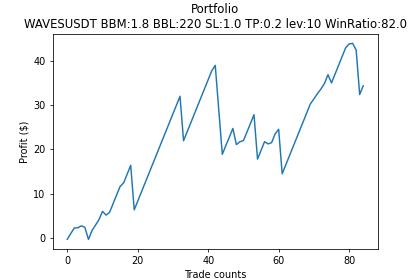 Portfolio
WAVESUSDT BBM:1.8 BBL:220 SL:1.0 TP:0.2 lev:10 WinRatio:82.0
40
30
20
10
0
Profit ($)
0 20 40 60 80
Trade counts